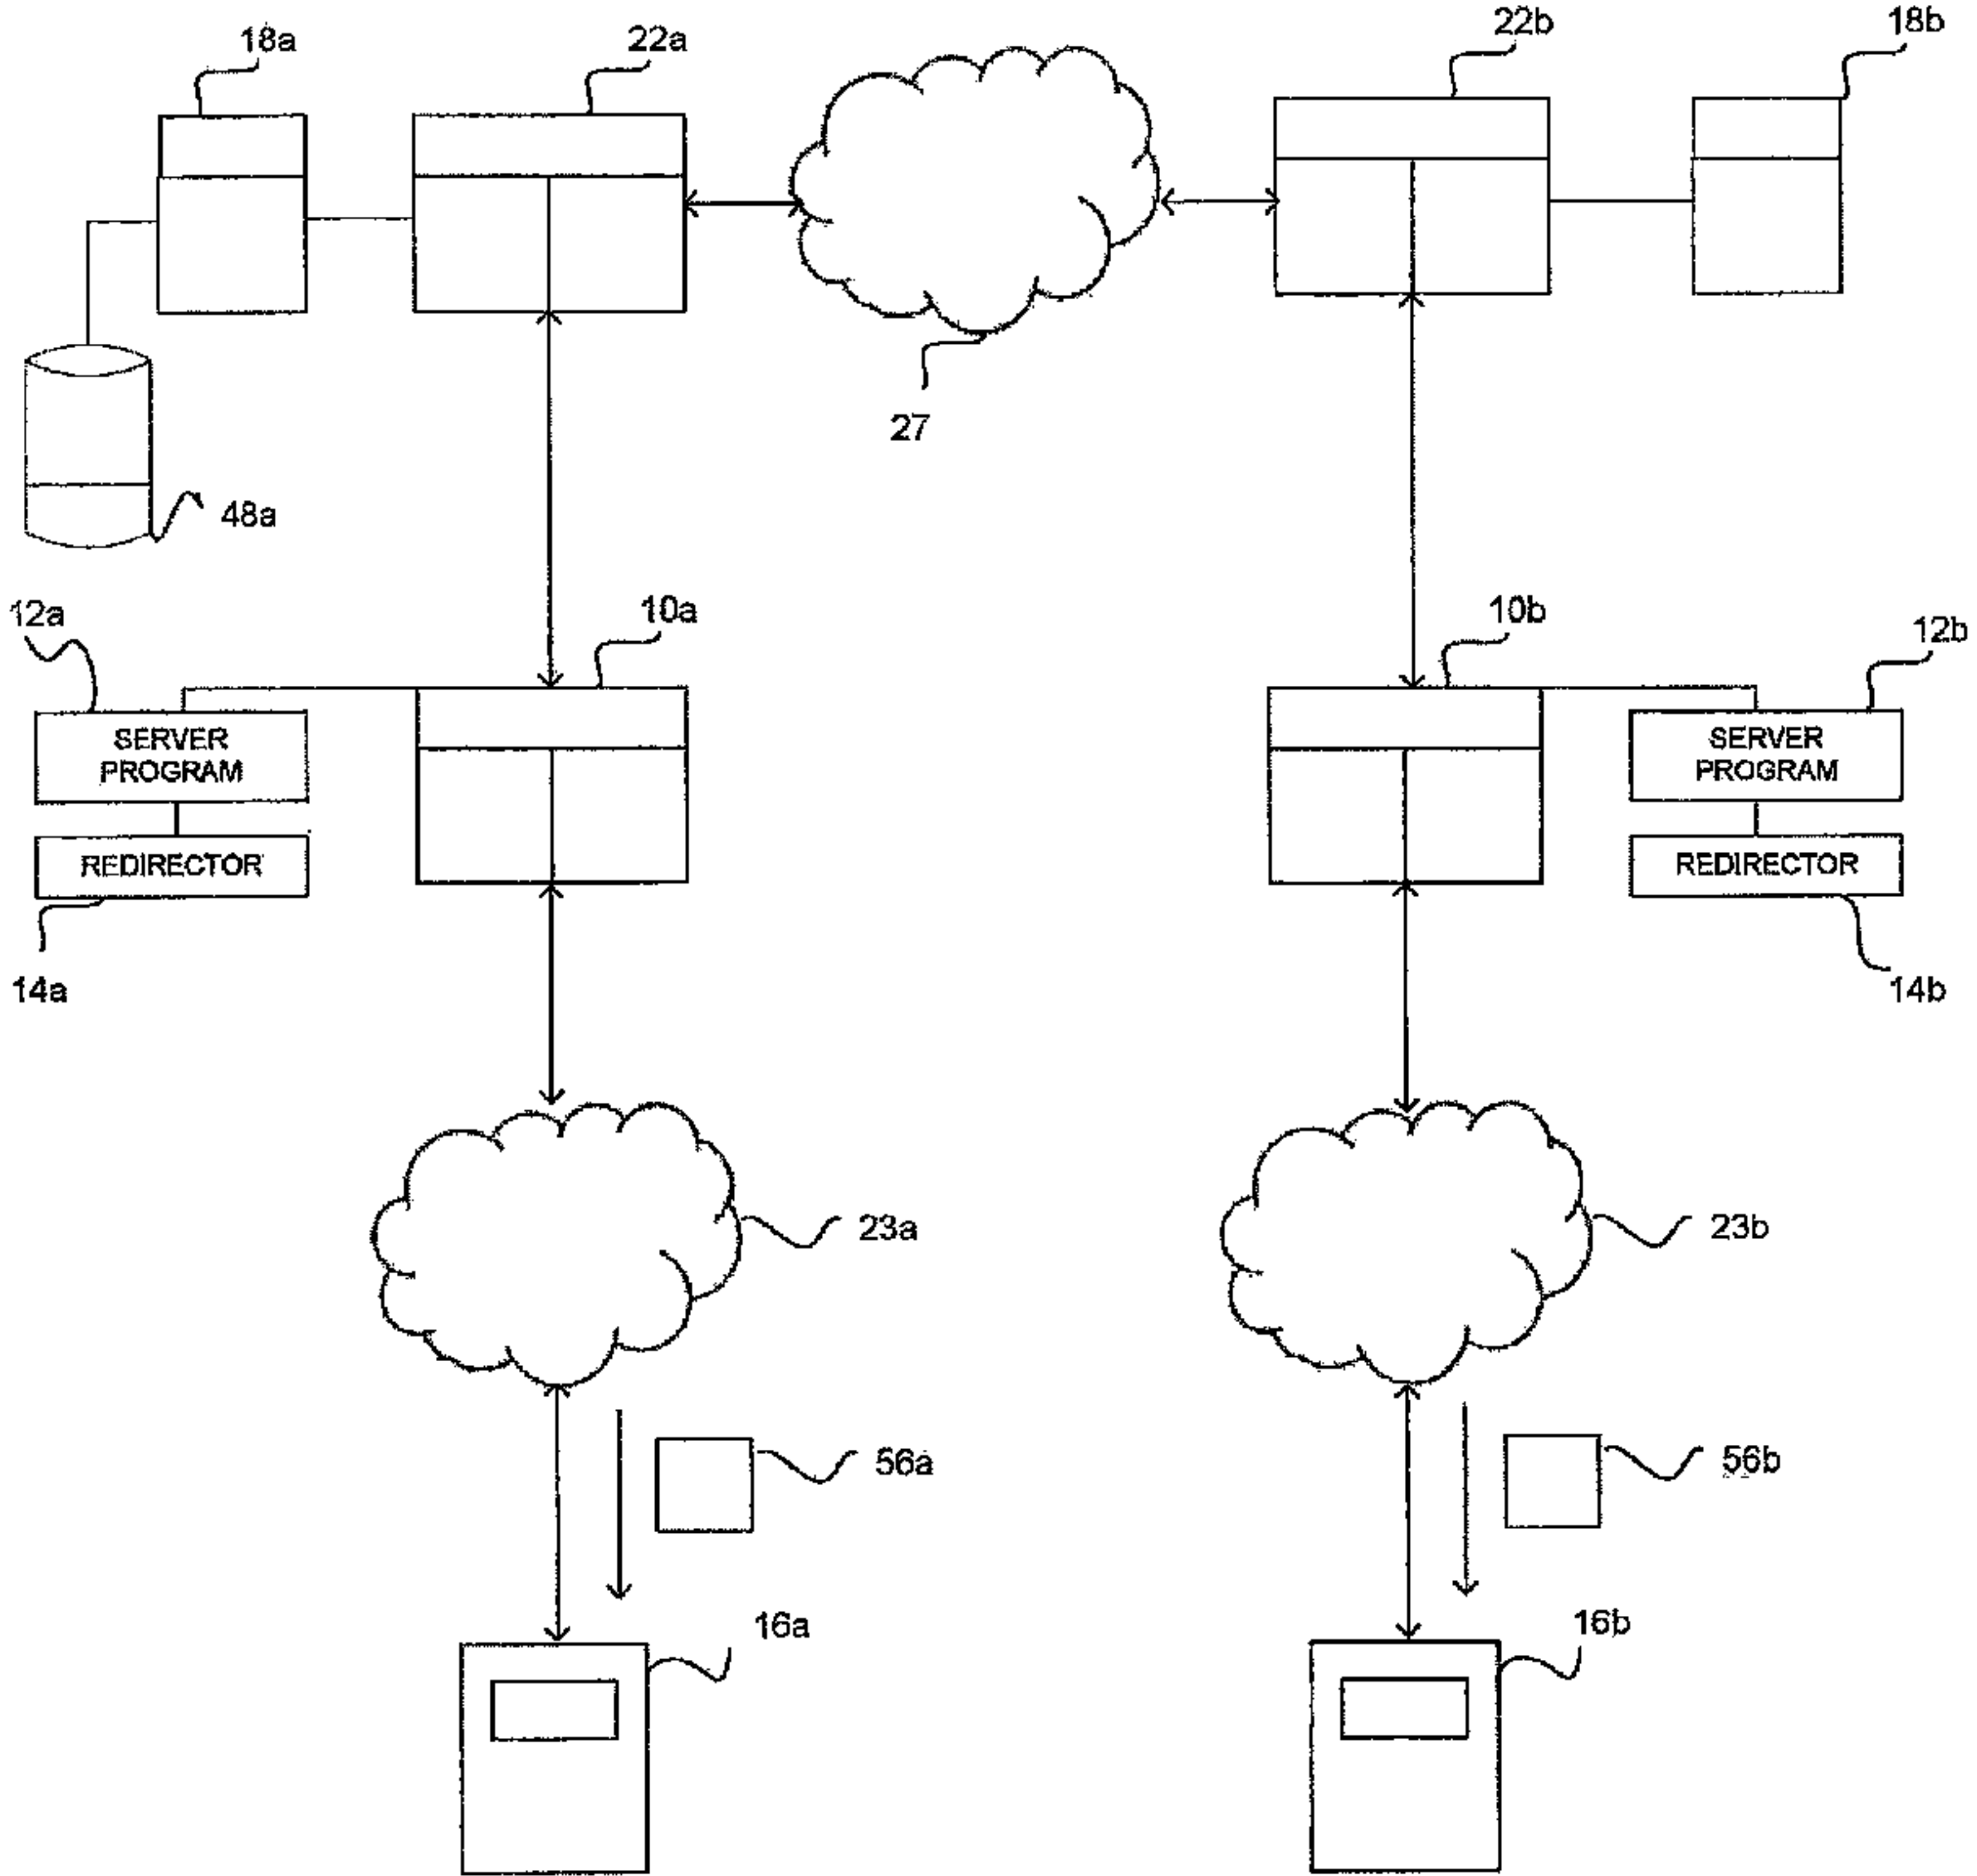 18a
22a
22b
18b
27
48a
12a
10a
10b
12b
SERVER
PROGRAM
SERVER
PROGRAM
REDIRECTOR
REDIRECTOR
14a
14b
23a
23b
56a
56b
16a
16b